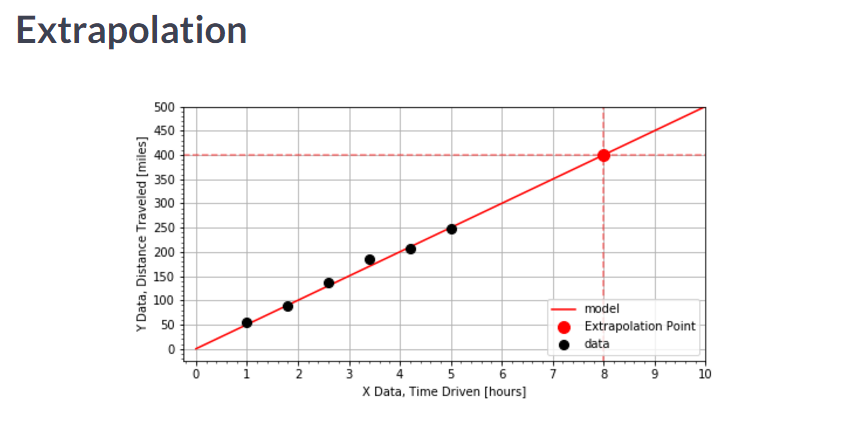 Extrapolation
500
450
400
350
300
250
200
150
100
50
0
Y Data, Distance Traveled [miles]
model
Extrapolation Point
data
0 1 2 3 4 5 6 7 8 9 10
X Data, Time Driven [hours]